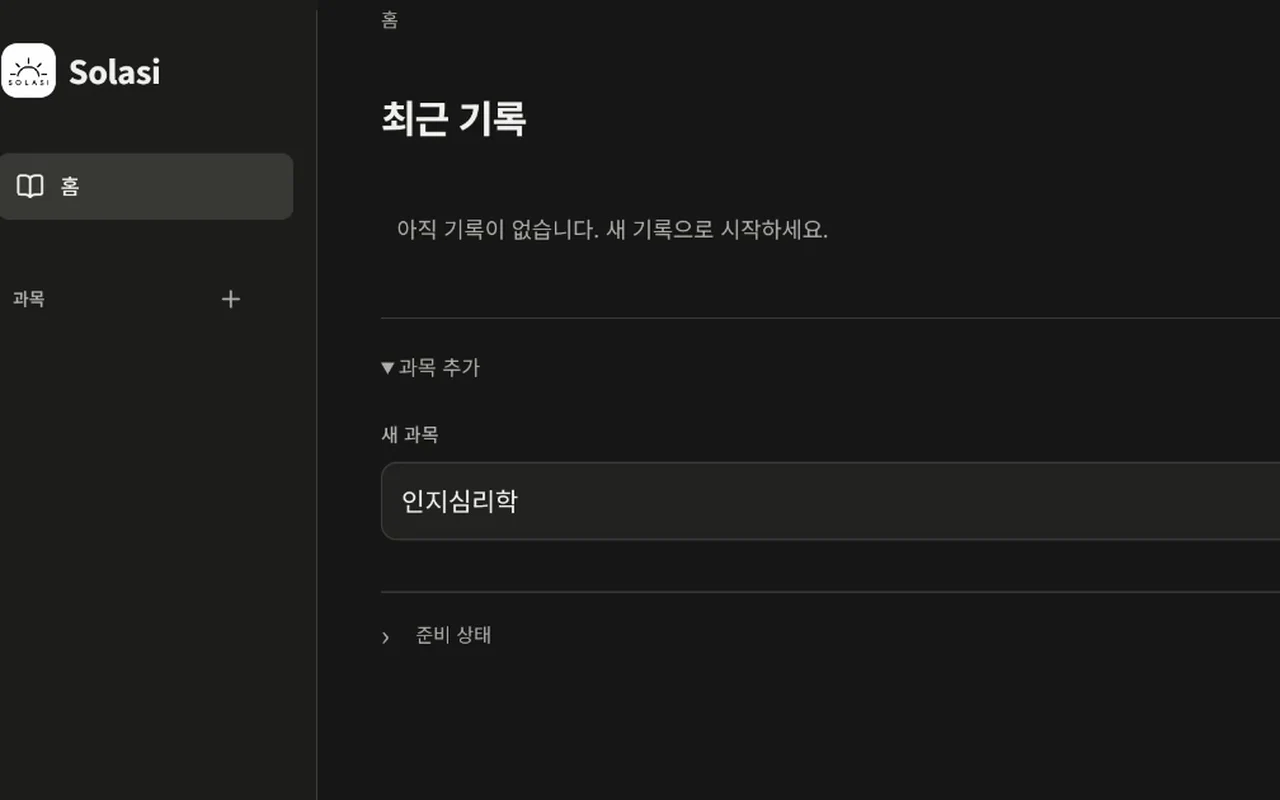 홈
SOLASI
Solasi
최근 기록
홈
아직 기록이 없습니다. 새 기록으로 시작하세요.
과목
과목 추가
새 과목
인지심리학
준비 상태